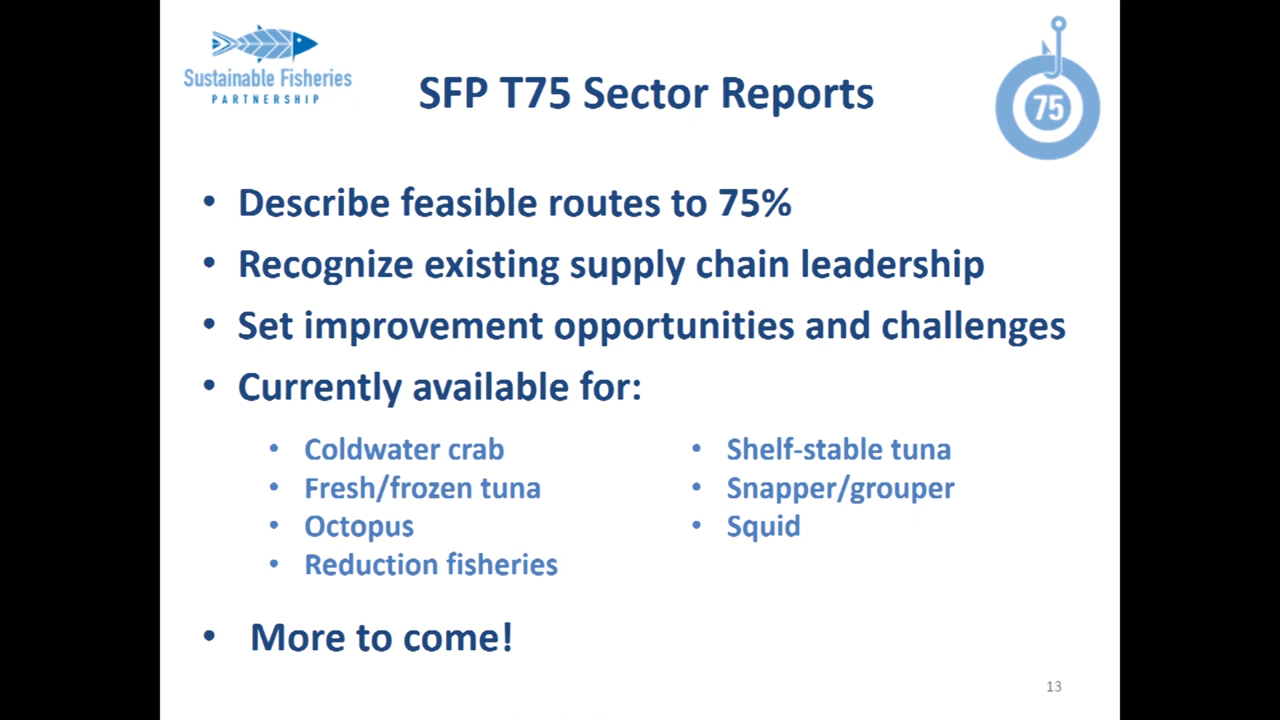 Sustainable Fisheries
PARTNERSHIP
SFP T75 Sector Reports
75
• Describe feasible routes to 75%
• Recognize existing supply chain leadership
• Set improvement opportunities and challenges
• Currently available for:
• Coldwater crab
• Fresh/frozen tuna
• Octopus
• Reduction fisheries
• Shelf-stable tuna
• Snapper/grouper
• Squid
• More to come!
13